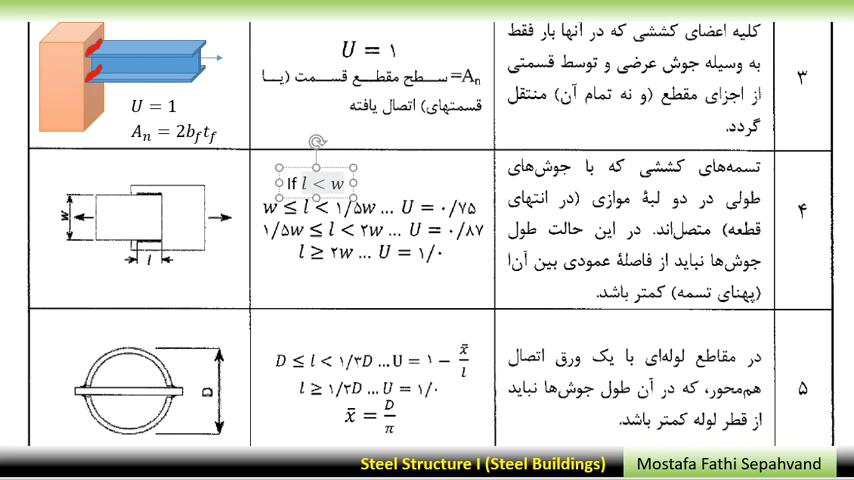 کلیه اعضای کششی که در آنها بار فقط
به وسیله جوش عرضی و توسط قسمتی
از اجزای مقطع (و نه تمام آن) منتقل
گردد.
۳
U = ۱
Aₙ= سطح مقطع قسمت (یا
قسمتهای) اتصال یافته
U = 1
Aₙ = 2b_f t_f
تسمه‌های کششی که با جوش‌های
طولی در دو لبهٔ موازی (در انتهای
قطعه) متصل‌اند. در این حالت طول
جوش‌ها نباید از فاصلهٔ عمودی بین آن‌ا
(پهنای تسمه) کمتر باشد.
۴
If l < w
w ≤ l < ۱/۵w ... U = ۰/۷۵
۱/۵w ≤ l < ۲w ... U = ۰/۸۷
l ≥ ۲w ... U = ۱/۰
w
l
در مقاطع لوله‌ای با یک ورق اتصال
هم‌محور، که در آن طول جوش‌ها نباید
از قطر لوله کمتر باشد.
۵
D ≤ l < ۱/۳D ...U = ۱ − x̄/l
l ≥ ۱/۳D ...U = ۱/۰
x̄ = D/π
D
Steel Structure I (Steel Buildings)
Mostafa Fathi Sepahvand